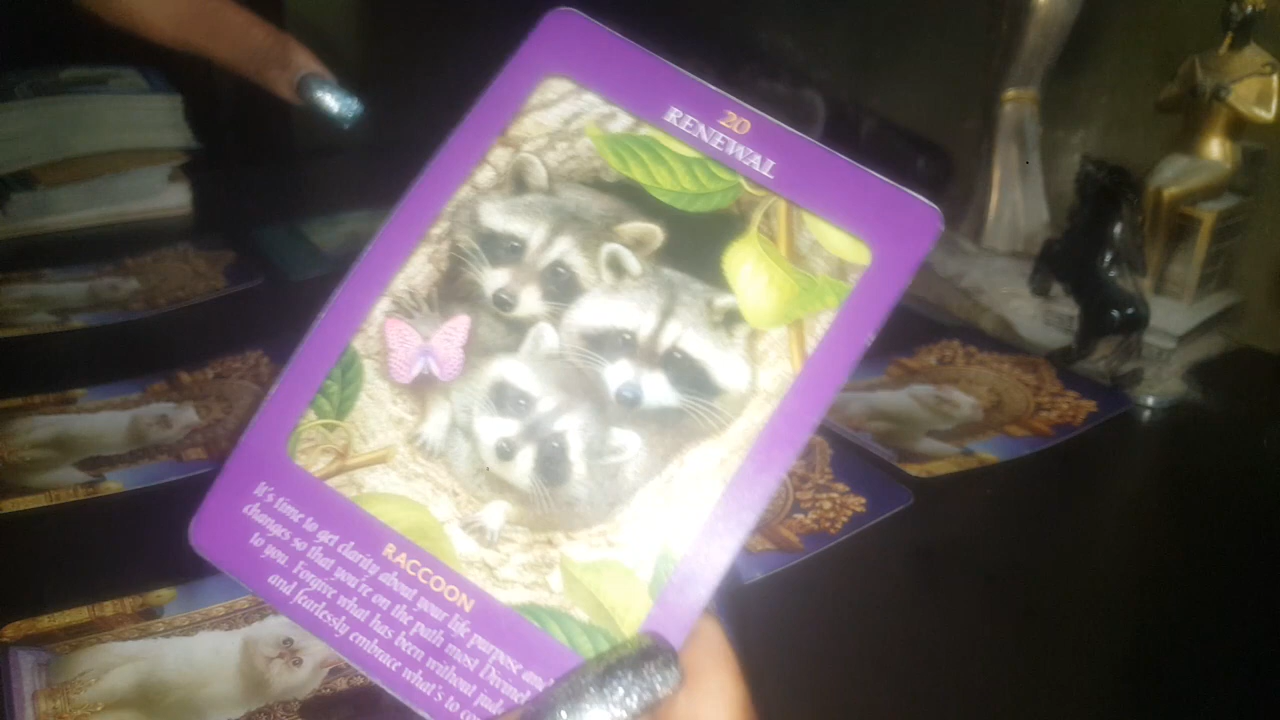 20
RENEWAL
RACCOON
It's time to get clarity about your life purpose and
changes so that you're on the path most
to you. Forgive what has been without
and fearlessly embrace what's to